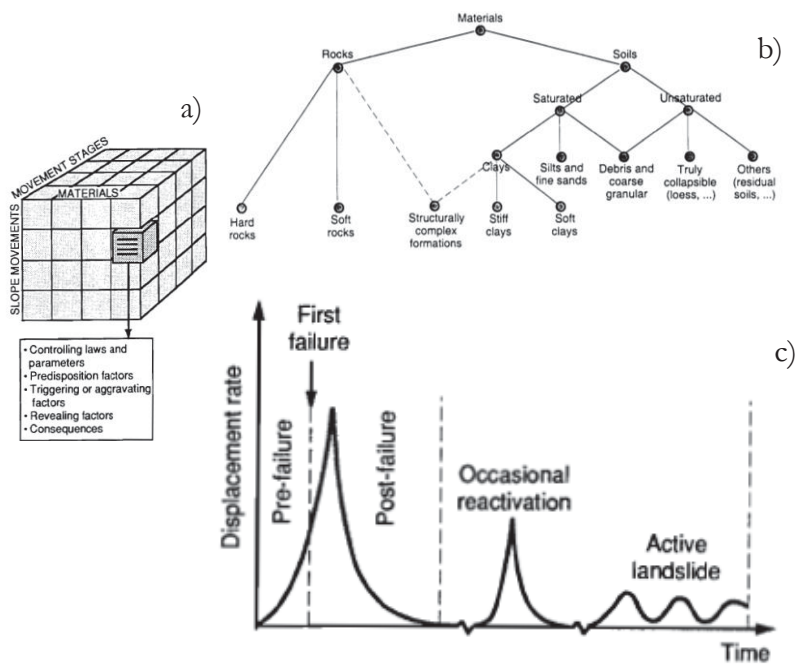 a)
MOVEMENT STAGES
MATERIALS
SLOPE MOVEMENTS
• Controlling laws and
parameters
• Predisposition factors
• Triggering or aggravating
factors
• Revealing factors
• Consequences
b)
Materials
Rocks
Soils
Saturated
Unsaturated
Clays
Silts and
fine sands
Debris and
coarse
granular
Truly
collapsible
(loess, ...)
Others
(residual
soils, ...)
Hard
rocks
Soft
rocks
Structurally
complex
formations
Stiff
clays
Soft
clays
c)
First
failure
Displacement rate
Pre-failure
Post-failure
Occasional
reactivation
Active
landslide
Time